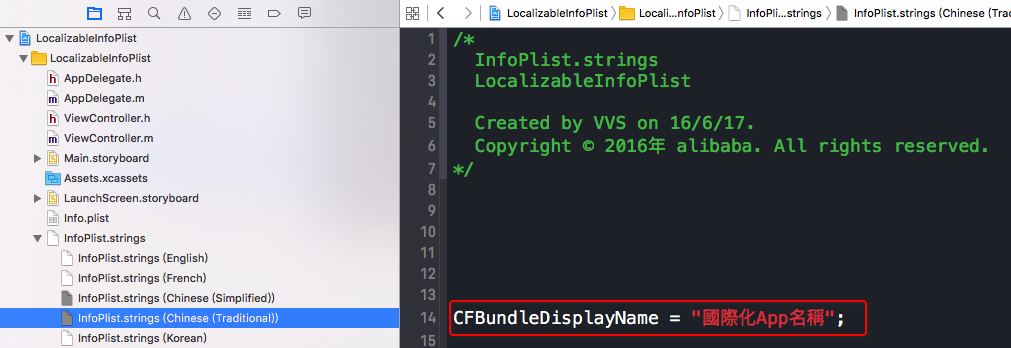 LocalizableInfoPlist
LocalizableInfoPlist
h AppDelegate.h
m AppDelegate.m
h ViewController.h
m ViewController.m
Main.storyboard
Assets.xcassets
LaunchScreen.storyboard
Info.plist
InfoPlist.strings
InfoPlist.strings (English)
InfoPlist.strings (French)
InfoPlist.strings (Chinese (Simplified))
InfoPlist.strings (Chinese (Traditional))
InfoPlist.strings (Korean)
LocalizableInfoPlist Locali...nfoPlist InfoPli...strings InfoPlist.strings (Chinese (Tra
1 /*
2 InfoPlist.strings
3 LocalizableInfoPlist
4
5 Created by VVS on 16/6/17.
6 Copyright © 2016年 alibaba. All rights reserved.
7 */
8
9
10
11
12
13
14 CFBundleDisplayName = "國際化App名稱";
15